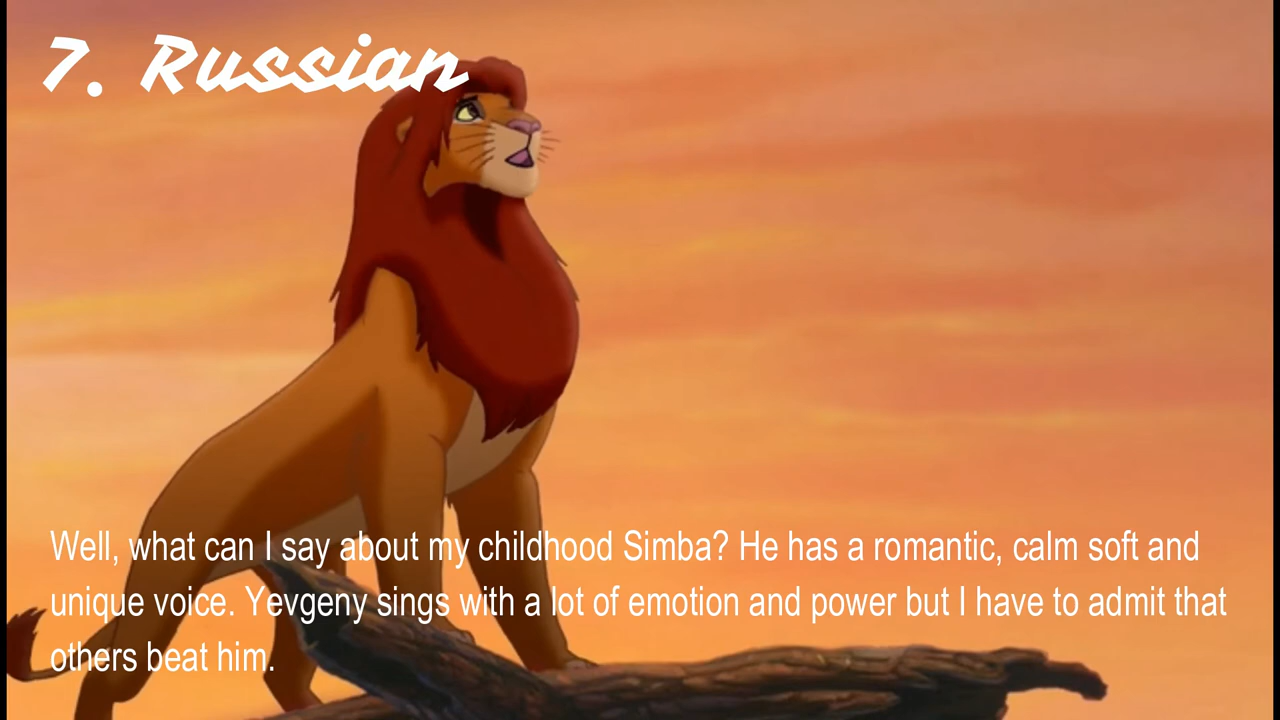 7. Russian
Well, what can I say about my childhood Simba? He has a romantic, calm soft and
unique voice. Yevgeny sings with a lot of emotion and power but I have to admit that
others beat him.